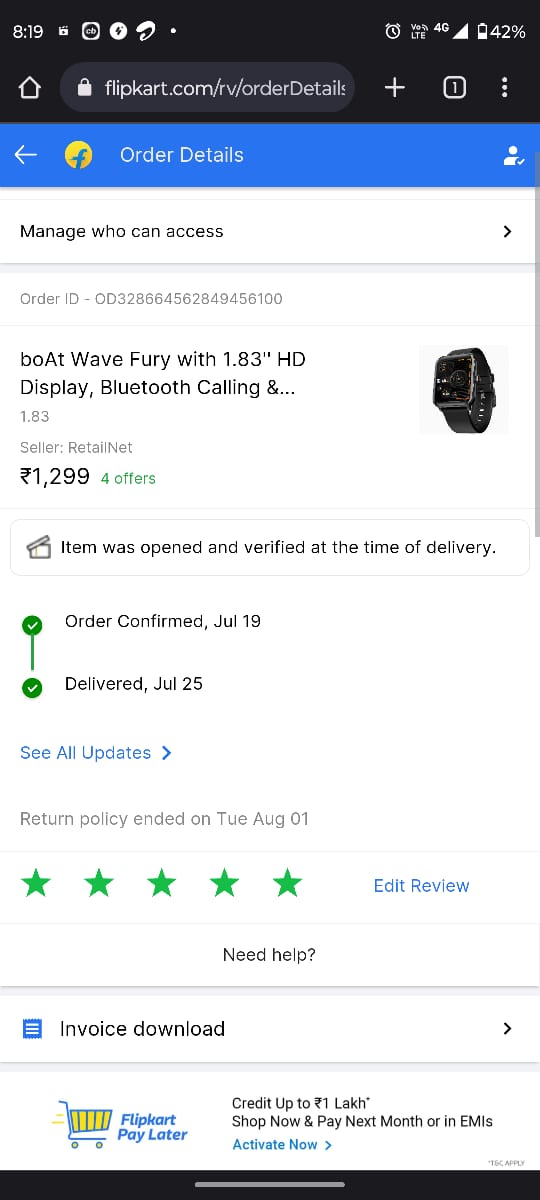 8:19
Vo LTE 4G 42%
flipkart.com/rv/orderDetails
1
Order Details
Manage who can access
Order ID - OD328664562849456100
boAt Wave Fury with 1.83" HD
Display, Bluetooth Calling &...
1.83
Seller: RetailNet
₹1,299 4 offers
Item was opened and verified at the time of delivery.
Order Confirmed, Jul 19
Delivered, Jul 25
See All Updates
Return policy ended on Tue Aug 01
Edit Review
Need help?
Invoice download
Credit Up to ₹1 Lakh*
Shop Now & Pay Next Month or in EMIs
Flipkart
Pay Later
Activate Now >
*T&C APPLY